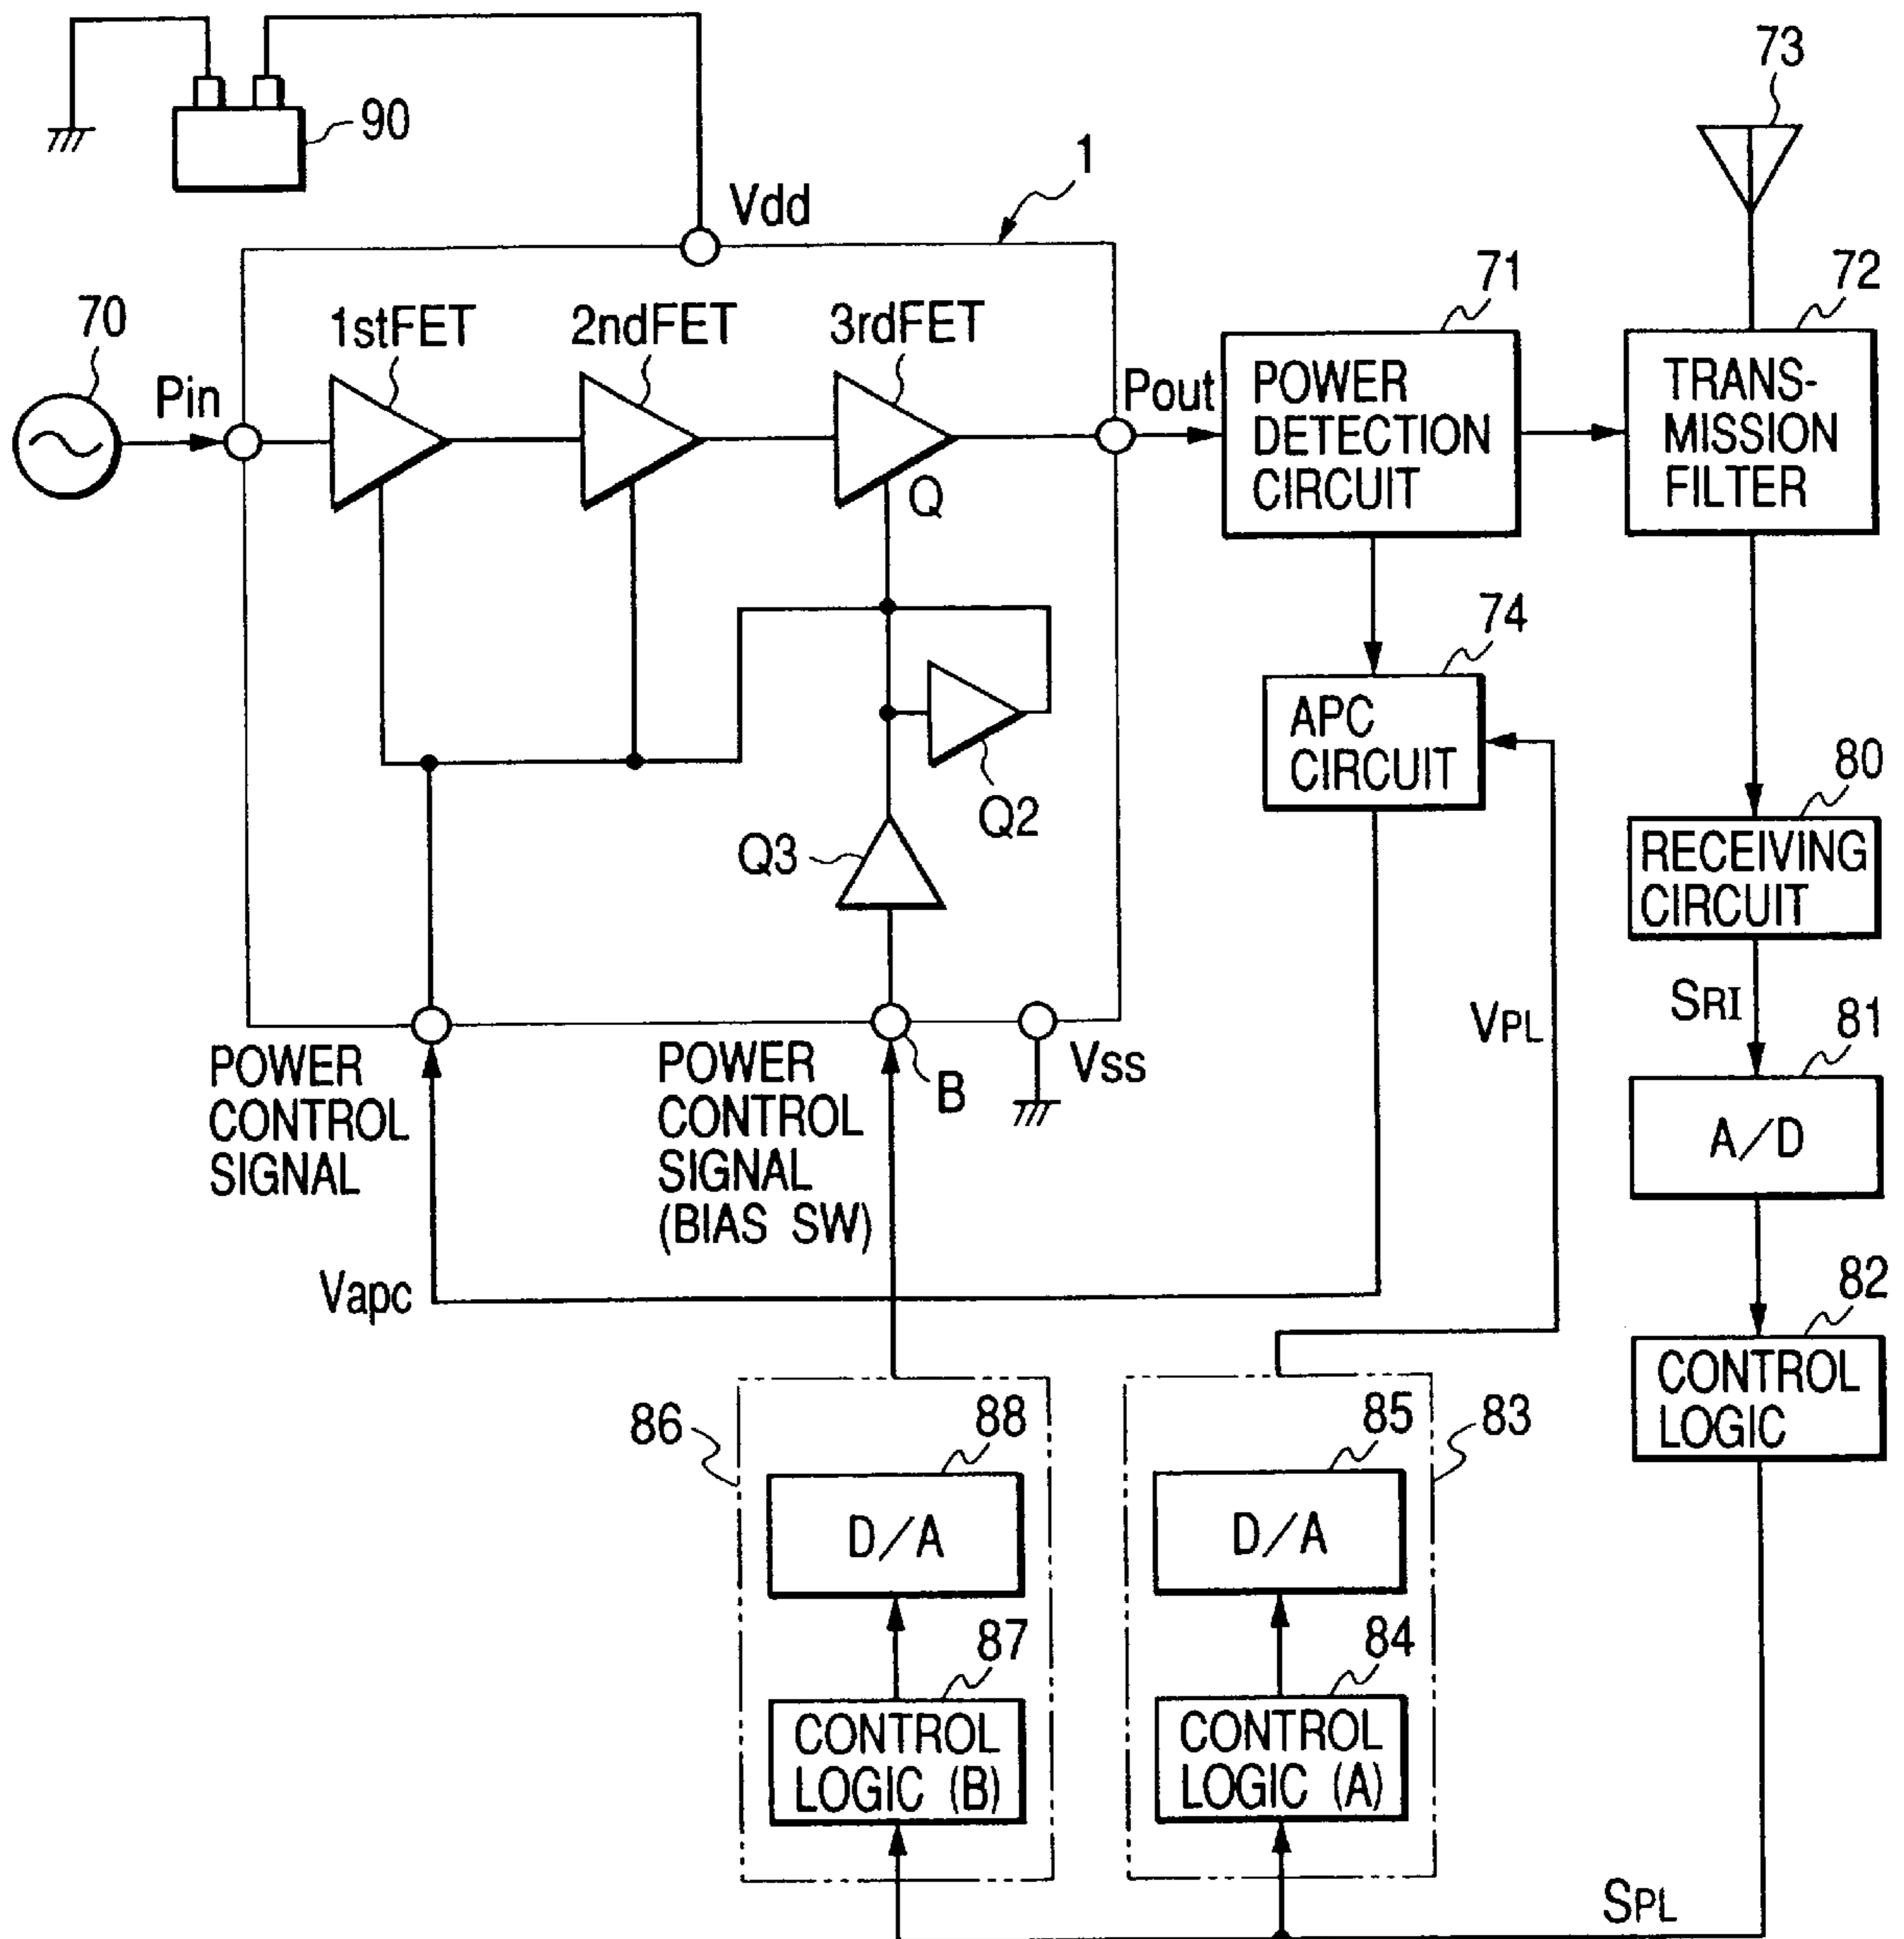 73
90
1
Vdd
71
72
70
1stFET
2ndFET
3rdFET
Pin
Pout
POWER
DETECTION
CIRCUIT
TRANS-
MISSION
FILTER
Q
74
APC
CIRCUIT
80
Q2
Q3
RECEIVING
CIRCUIT
SRI
VPL
81
POWER
CONTROL
SIGNAL
POWER
CONTROL
SIGNAL
(BIAS SW)
B
Vss
A/D
Vapc
82
CONTROL
LOGIC
86
88
85
83
D/A
D/A
87
84
CONTROL
LOGIC (B)
CONTROL
LOGIC (A)
SPL